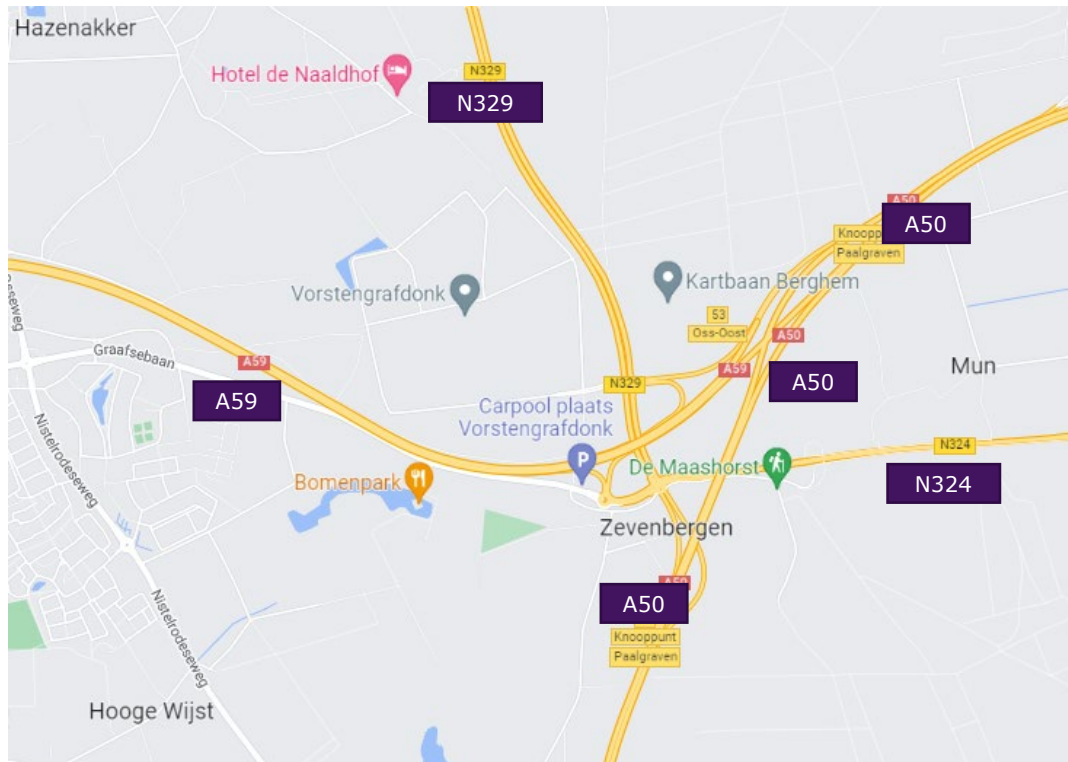 Hazenakker
Hotel de Naaldhof
N329
N329
A50
A50
Paalgraven
Vorstengrafdonk
Kartbaan Berghem
53
Oss-Oost
A50
Graafsebaan
A59
A59
N329
A59
A50
Mun
Carpool plaats
Vorstengrafdonk
P
De Maashorst
N324
N324
Bomenpark
Zevenbergen
Nistelrodeseweg
A50
Knooppunt
Paalgraven
Nistelrodeseweg
Hooge Wijst